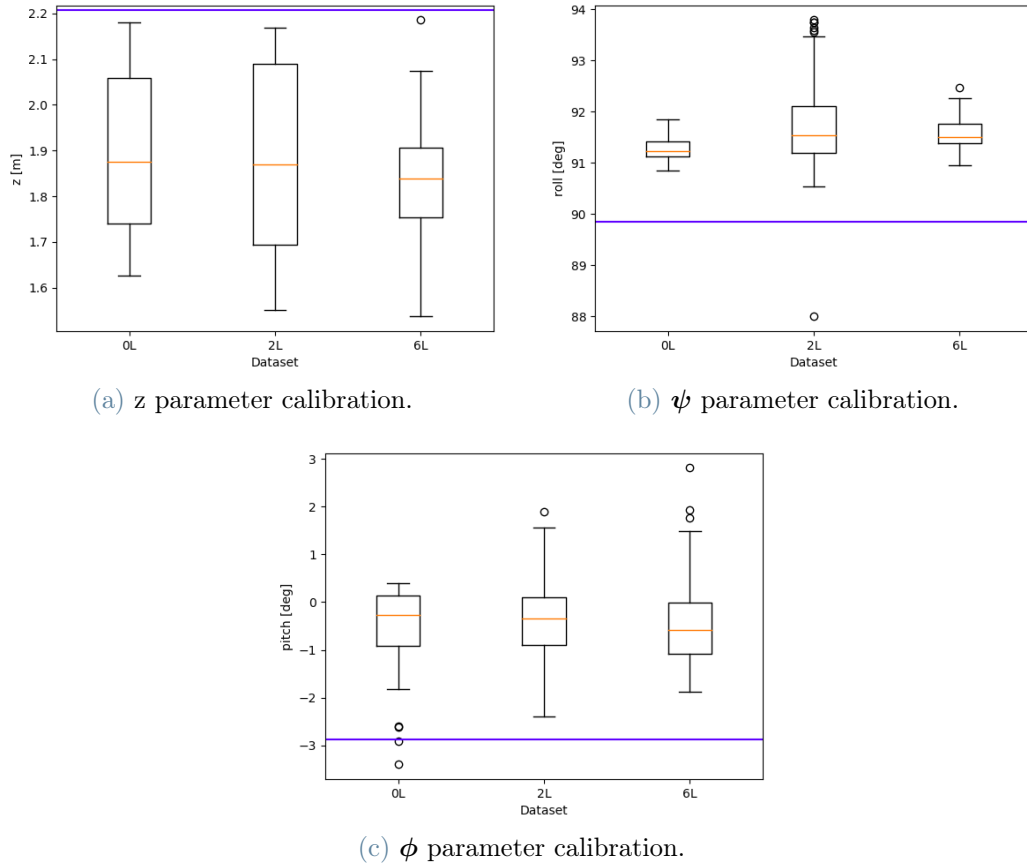 2.2
2.1
2.0
1.9
1.8
1.7
1.6
z [m]
0L 2L 6L
Dataset
(a) z parameter calibration.
94
93
92
91
90
89
88
roll [deg]
0L 2L 6L
Dataset
(b) ψ parameter calibration.
3
2
1
0
−1
−2
−3
pitch [deg]
0L 2L 6L
Dataset
(c) ϕ parameter calibration.